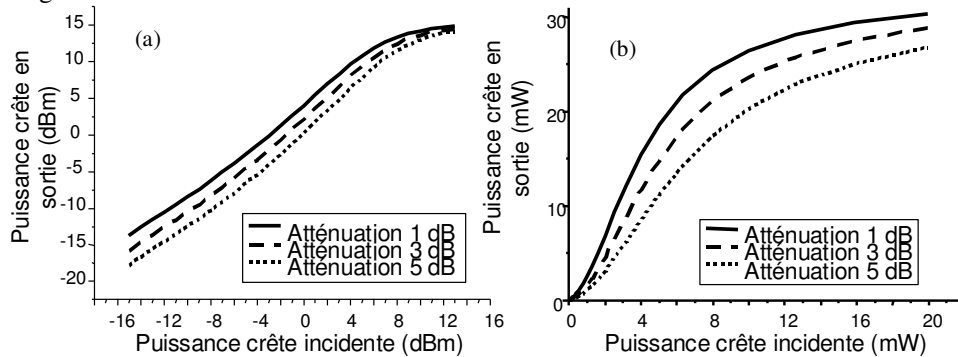 (a)
Puissance crête en
sortie (dBm)
15
10
5
0
-5
-10
-15
-20
Atténuation 1 dB
Atténuation 3 dB
Atténuation 5 dB
-16 -12 -8 -4 0 4 8 12 16
Puissance crête incidente (dBm)
(b)
Puissance crête en
sortie (mW)
30
20
10
0
Atténuation 1 dB
Atténuation 3 dB
Atténuation 5 dB
0 4 8 12 16 20
Puissance crête incidente (mW)